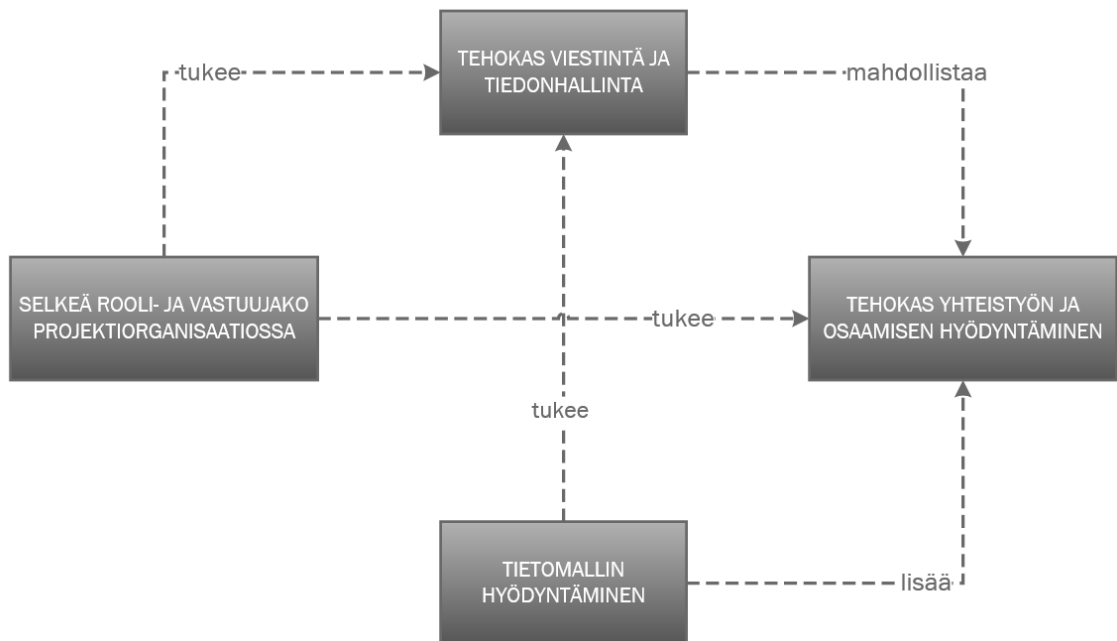 TEHOKAS VIESTINTÄ JA
TIEDONHALLINTA
tukee
mahdollistaa
SELKEÄ ROOLI- JA VASTUUJAKO
PROJEKTIORGANISAATIOSSA
tukee
TEHOKAS YHTEISTYÖN JA
OSAAMISEN HYÖDYNTÄMINEN
tukee
TIETOMALLIN
HYÖDYNTÄMINEN
lisää